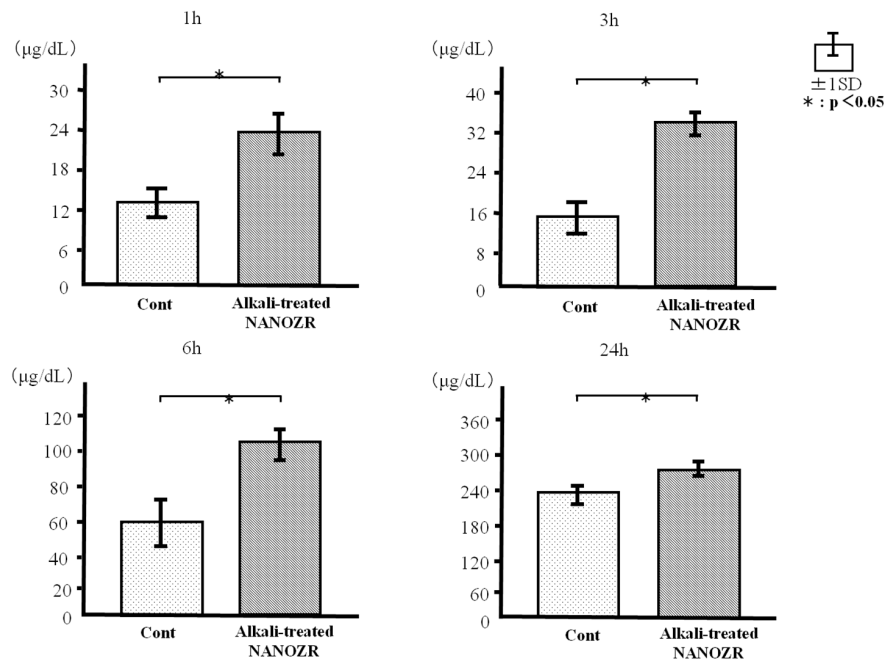 1h
（μg/dL）
30
24
18
12
6
0
*
Cont
Alkali-treated
NANOZR
3h
（μg/dL）
40
32
24
16
8
0
*
Cont
Alkali-treated
NANOZR
±1SD
* : p＜0.05
6h
（μg/dL）
120
100
80
60
40
20
0
*
Cont
Alkali-treated
NANOZR
24h
（μg/dL）
360
300
240
180
120
60
0
*
Cont
Alkali-treated
NANOZR